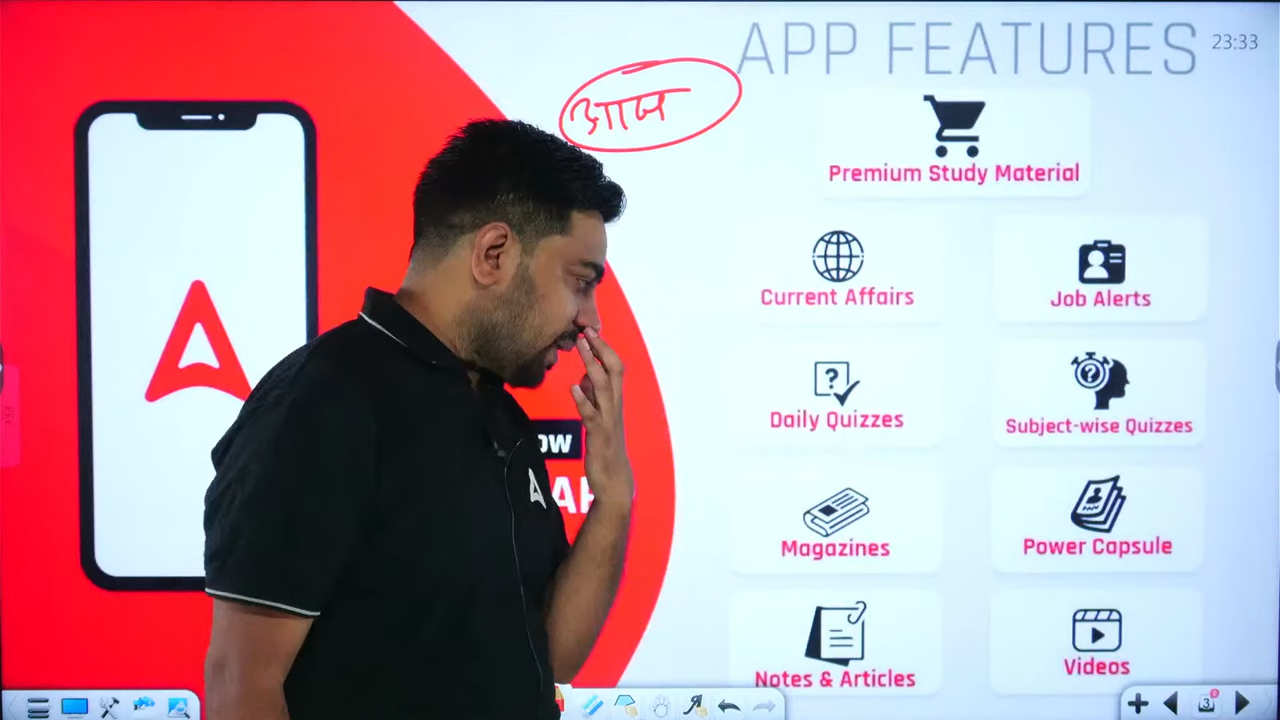 APP FEATURES
23:33
आज
Premium Study Material
Current Affairs
Job Alerts
Daily Quizzes
Subject-wise Quizzes
Magazines
Power Capsule
Notes & Articles
Videos
3